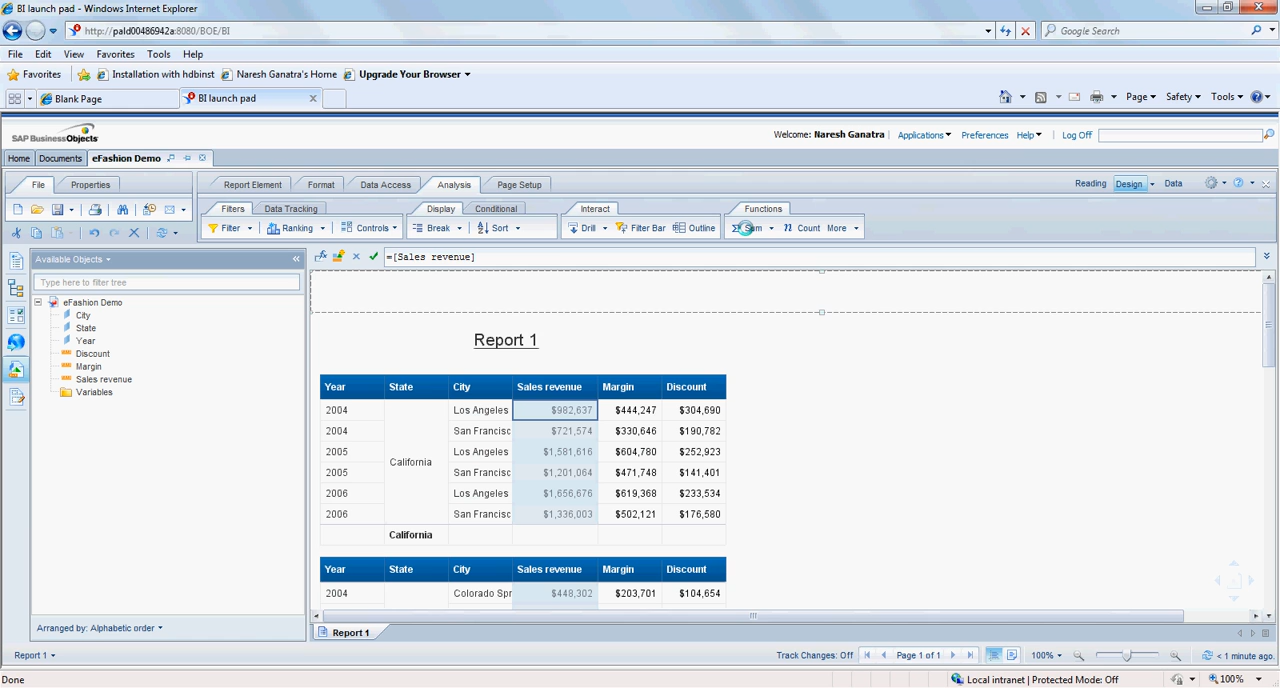 BI launch pad - Windows Internet Explorer
http://pald00486942a:8080/BOE/BI
Google Search
File Edit View Favorites Tools Help
Favorites Installation with hdbinst Naresh Ganatra's Home Upgrade Your Browser
Blank Page BI launch pad Page Safety Tools
SAP BusinessObjects Welcome: Naresh Ganatra Applications Preferences Help Log Off
Home Documents eFashion Demo
File Properties Report Element Format Data Access Analysis Page Setup Reading Design Data
Filters Data Tracking Display Conditional Interact Functions
Filter Ranking Controls Break Sort Drill Filter Bar Outline Sum Count More
Available Objects =[Sales revenue]
Type here to filter tree
eFashion Demo
City
State
Year
Discount
Margin
Sales revenue
Variables
Arranged by: Alphabetic order
Report 1
Year State City Sales revenue Margin Discount
2004 Los Angeles $982,637 $444,247 $304,690
2004 San Francisc $721,574 $330,646 $190,782
2005 Los Angeles $1,581,616 $604,780 $252,923
California
2005 San Francisc $1,201,064 $471,748 $141,401
2006 Los Angeles $1,656,676 $619,368 $233,534
2006 San Francisc $1,336,003 $502,121 $176,580
California
Year State City Sales revenue Margin Discount
2004 Colorado Spr $448,302 $203,701 $104,654
Report 1
Report 1 Track Changes: Off Page 1 of 1 100% < 1 minute ago
Done Local intranet | Protected Mode: Off 100%